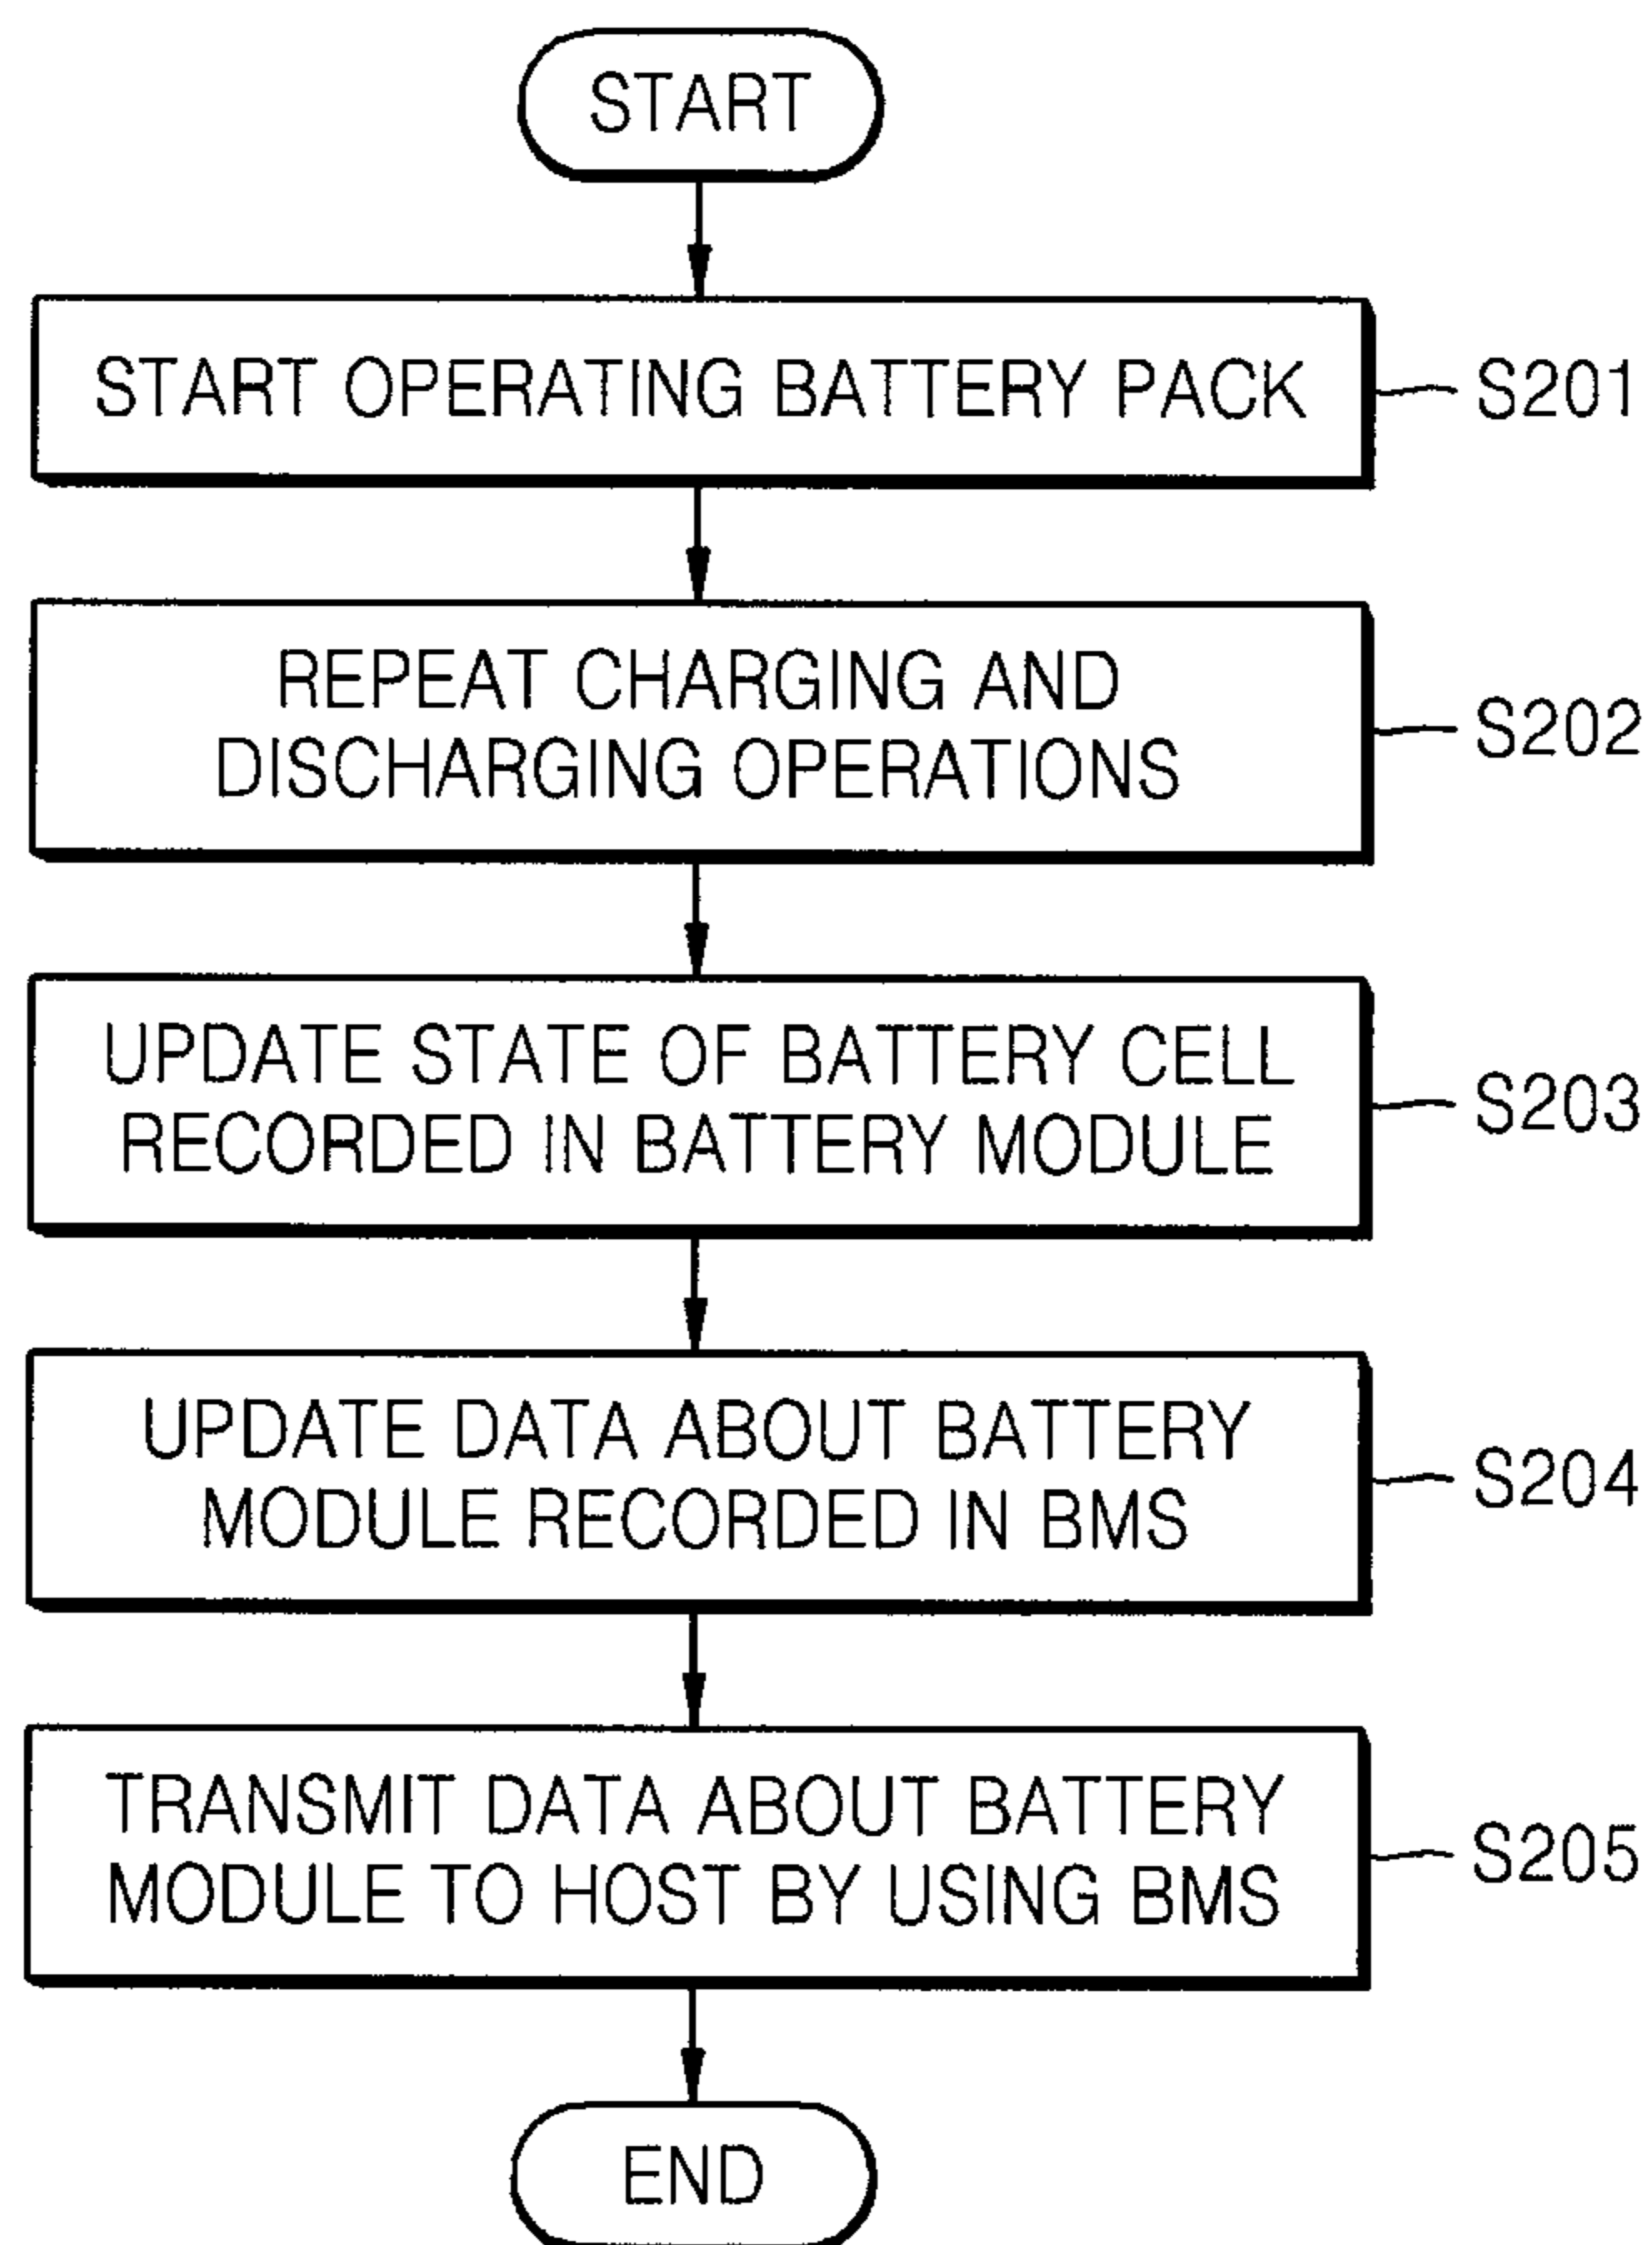 START
START OPERATING BATTERY PACK
S201
REPEAT CHARGING AND
DISCHARGING OPERATIONS
S202
UPDATE STATE OF BATTERY CELL
RECORDED IN BATTERY MODULE
S203
UPDATE DATA ABOUT BATTERY
MODULE RECORDED IN BMS
S204
TRANSMIT DATA ABOUT BATTERY
MODULE TO HOST BY USING BMS
S205
END